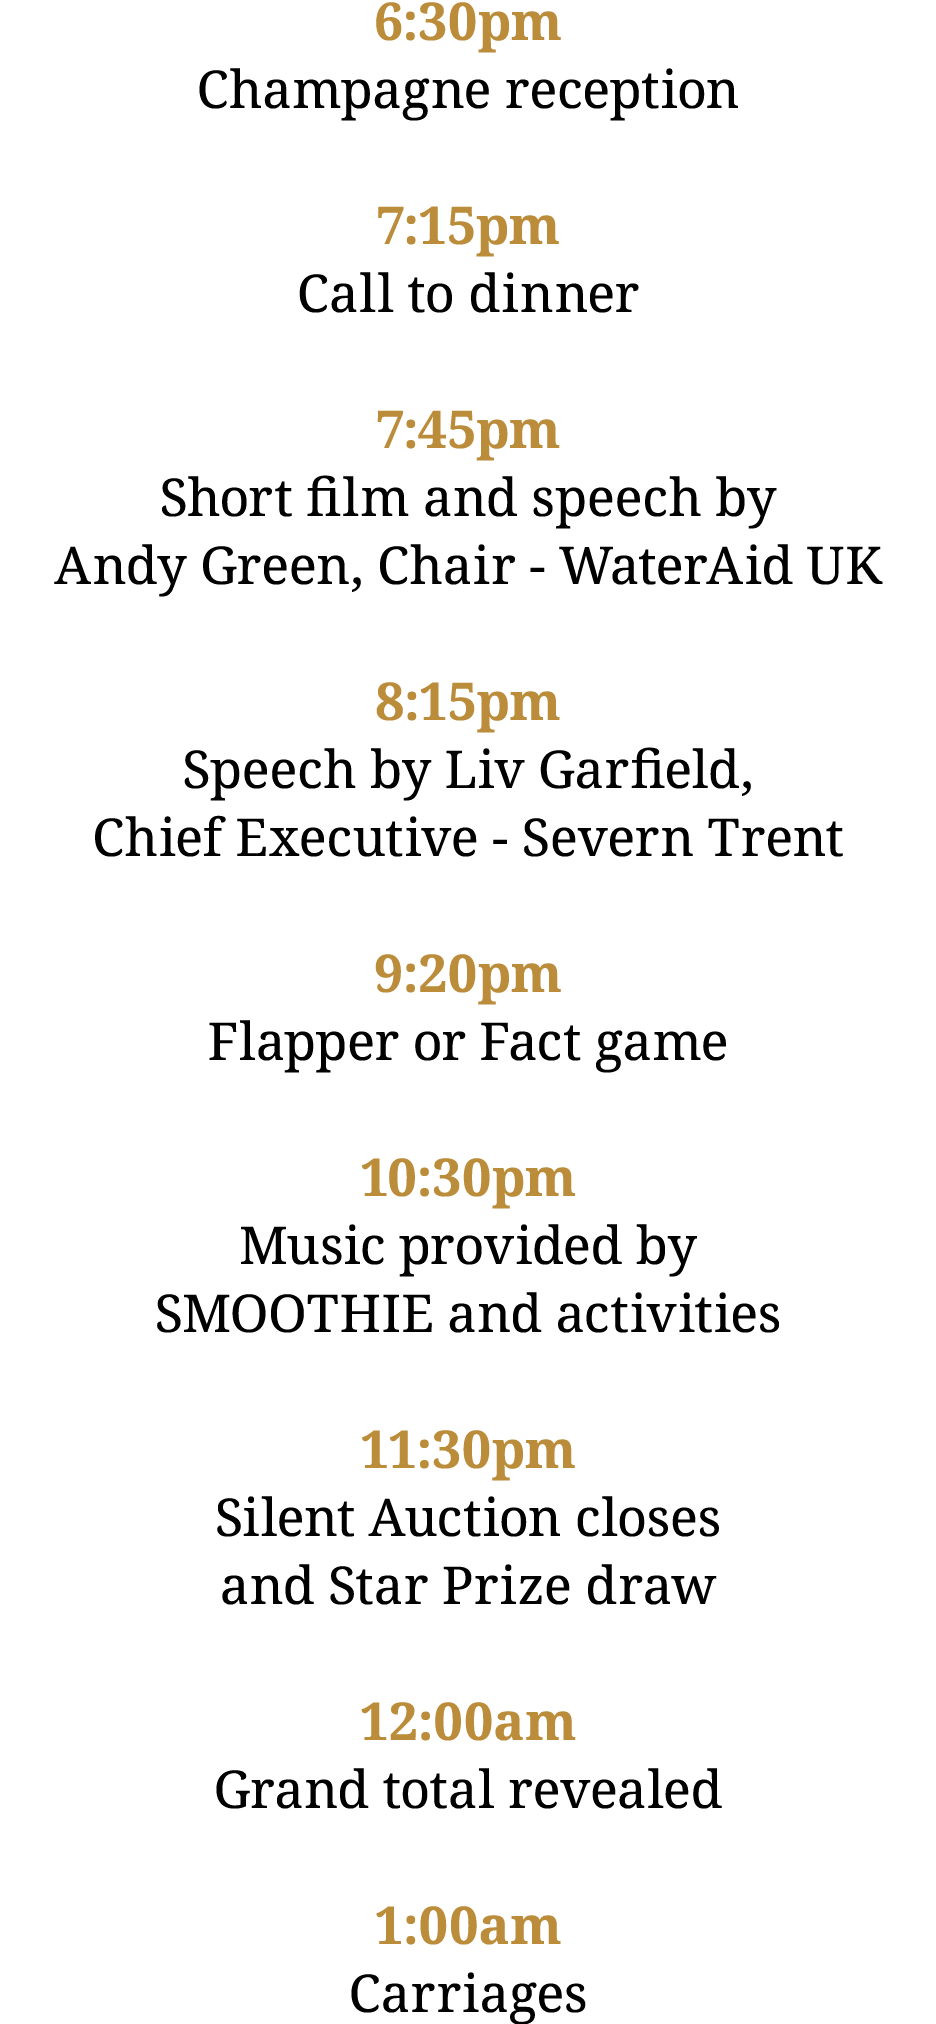 6:30pm
Champagne reception
7:15pm
Call to dinner
7:45pm
Short film and speech by
Andy Green, Chair - WaterAid UK
8:15pm
Speech by Liv Garfield,
Chief Executive - Severn Trent
9:20pm
Flapper or Fact game
10:30pm
Music provided by
SMOOTHIE and activities
11:30pm
Silent Auction closes
and Star Prize draw
12:00am
Grand total revealed
1:00am
Carriages